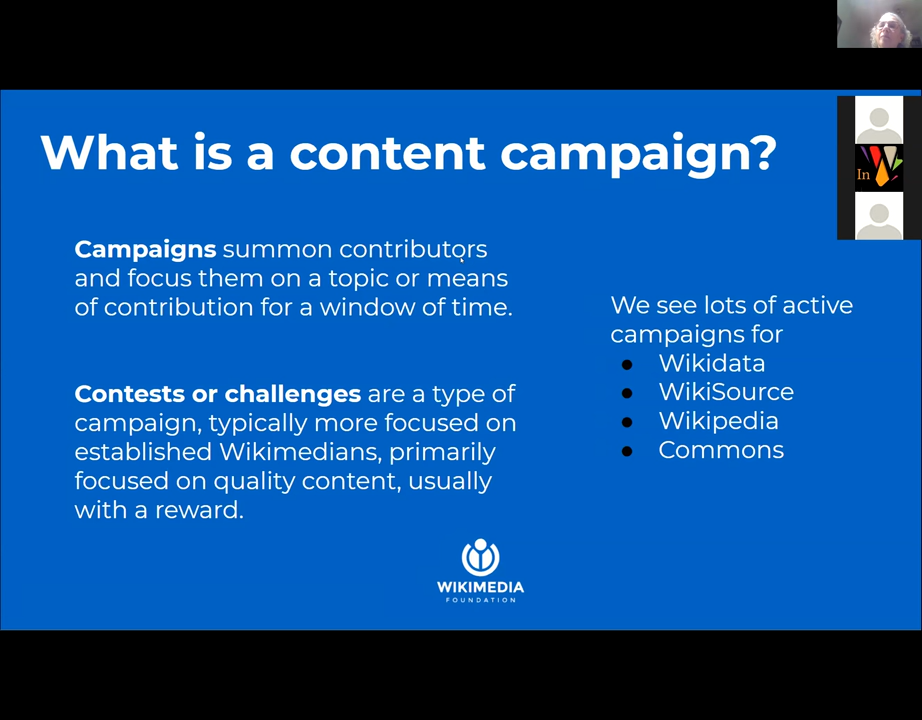 What is a content campaign?
Campaigns summon contributors
and focus them on a topic or means
of contribution for a window of time.
Contests or challenges are a type of
campaign, typically more focused on
established Wikimedians, primarily
focused on quality content, usually
with a reward.
We see lots of active
campaigns for
● Wikidata
● WikiSource
● Wikipedia
● Commons
WIKIMEDIA
FOUNDATION
In